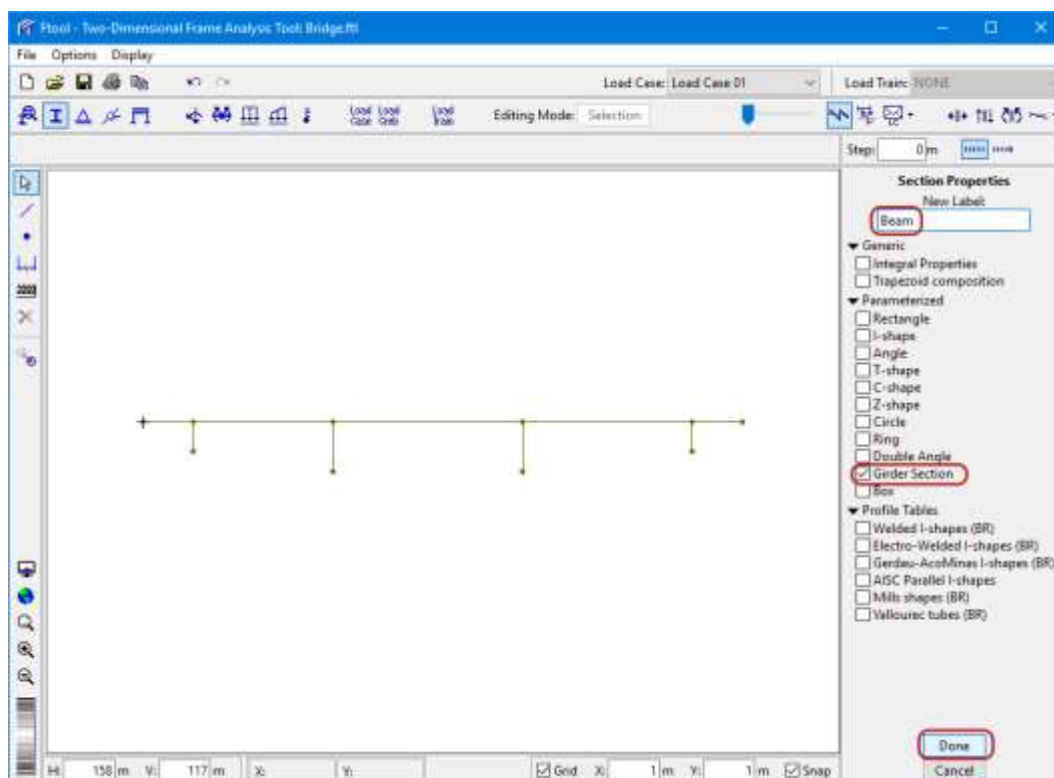 Ftool - Two-Dimensional Frame Analysis Tool: Bridge.ftl
File Options Display
Load Case: Load Case 01 Load Train: NONE
Load Case Load Comb Load Train Editing Mode: Selection
Step: 0 m
Section Properties
New Label:
Beam
Generic
Integral Properties
Trapezoid composition
Parameterized
Rectangle
I-shape
Angle
T-shape
C-shape
Z-shape
Circle
Ring
Double Angle
Girder Section
Box
Profile Tables
Welded I-shapes (BR)
Electro-Welded I-shapes (BR)
Gerdau-AcoMinas I-shapes (BR)
AISC Parallel I-shapes
Mills shapes (BR)
Vallourec tubes (BR)
Done
Cancel
H: 158 m V: 117 m X: Y: Grid X: 1 m Y: 1 m Snap